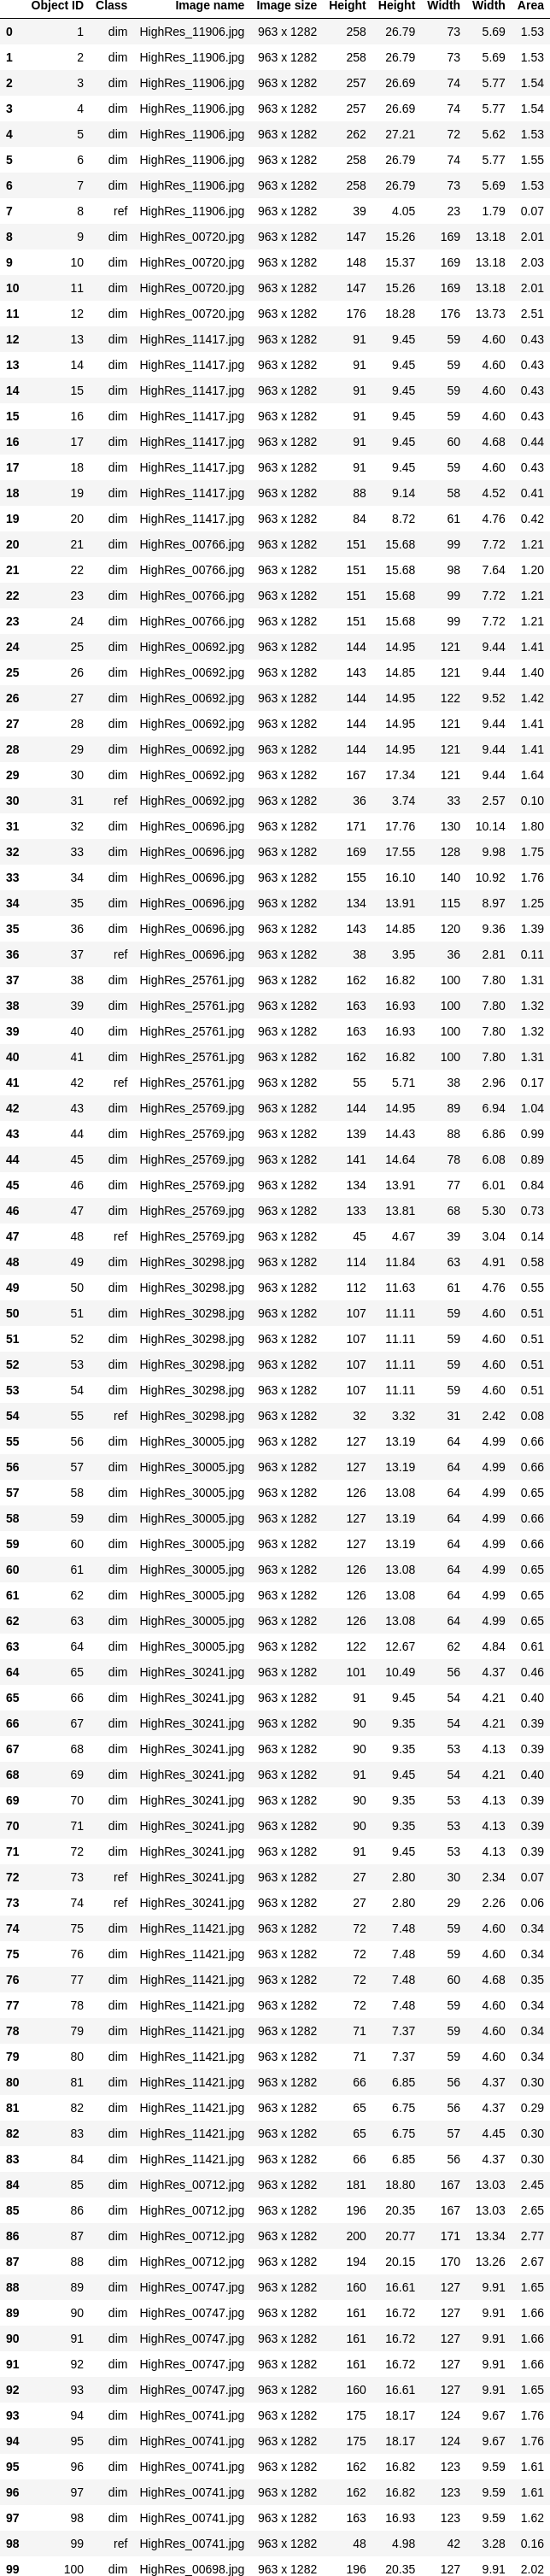 Object ID Class Image name Image size Height Height Width Width Area
0 1 dim HighRes_11906.jpg 963 x 1282 258 26.79 73 5.69 1.53
1 2 dim HighRes_11906.jpg 963 x 1282 258 26.79 73 5.69 1.53
2 3 dim HighRes_11906.jpg 963 x 1282 257 26.69 74 5.77 1.54
3 4 dim HighRes_11906.jpg 963 x 1282 257 26.69 74 5.77 1.54
4 5 dim HighRes_11906.jpg 963 x 1282 262 27.21 72 5.62 1.53
5 6 dim HighRes_11906.jpg 963 x 1282 258 26.79 74 5.77 1.55
6 7 dim HighRes_11906.jpg 963 x 1282 258 26.79 73 5.69 1.53
7 8 ref HighRes_11906.jpg 963 x 1282 39 4.05 23 1.79 0.07
8 9 dim HighRes_00720.jpg 963 x 1282 147 15.26 169 13.18 2.01
9 10 dim HighRes_00720.jpg 963 x 1282 148 15.37 169 13.18 2.03
10 11 dim HighRes_00720.jpg 963 x 1282 147 15.26 169 13.18 2.01
11 12 dim HighRes_00720.jpg 963 x 1282 176 18.28 176 13.73 2.51
12 13 dim HighRes_11417.jpg 963 x 1282 91 9.45 59 4.60 0.43
13 14 dim HighRes_11417.jpg 963 x 1282 91 9.45 59 4.60 0.43
14 15 dim HighRes_11417.jpg 963 x 1282 91 9.45 59 4.60 0.43
15 16 dim HighRes_11417.jpg 963 x 1282 91 9.45 59 4.60 0.43
16 17 dim HighRes_11417.jpg 963 x 1282 91 9.45 60 4.68 0.44
17 18 dim HighRes_11417.jpg 963 x 1282 91 9.45 59 4.60 0.43
18 19 dim HighRes_11417.jpg 963 x 1282 88 9.14 58 4.52 0.41
19 20 dim HighRes_11417.jpg 963 x 1282 84 8.72 61 4.76 0.42
20 21 dim HighRes_00766.jpg 963 x 1282 151 15.68 99 7.72 1.21
21 22 dim HighRes_00766.jpg 963 x 1282 151 15.68 98 7.64 1.20
22 23 dim HighRes_00766.jpg 963 x 1282 151 15.68 99 7.72 1.21
23 24 dim HighRes_00766.jpg 963 x 1282 151 15.68 99 7.72 1.21
24 25 dim HighRes_00692.jpg 963 x 1282 144 14.95 121 9.44 1.41
25 26 dim HighRes_00692.jpg 963 x 1282 143 14.85 121 9.44 1.40
26 27 dim HighRes_00692.jpg 963 x 1282 144 14.95 122 9.52 1.42
27 28 dim HighRes_00692.jpg 963 x 1282 144 14.95 121 9.44 1.41
28 29 dim HighRes_00692.jpg 963 x 1282 144 14.95 121 9.44 1.41
29 30 dim HighRes_00692.jpg 963 x 1282 167 17.34 121 9.44 1.64
30 31 ref HighRes_00692.jpg 963 x 1282 36 3.74 33 2.57 0.10
31 32 dim HighRes_00696.jpg 963 x 1282 171 17.76 130 10.14 1.80
32 33 dim HighRes_00696.jpg 963 x 1282 169 17.55 128 9.98 1.75
33 34 dim HighRes_00696.jpg 963 x 1282 155 16.10 140 10.92 1.76
34 35 dim HighRes_00696.jpg 963 x 1282 134 13.91 115 8.97 1.25
35 36 dim HighRes_00696.jpg 963 x 1282 143 14.85 120 9.36 1.39
36 37 ref HighRes_00696.jpg 963 x 1282 38 3.95 36 2.81 0.11
37 38 dim HighRes_25761.jpg 963 x 1282 162 16.82 100 7.80 1.31
38 39 dim HighRes_25761.jpg 963 x 1282 163 16.93 100 7.80 1.32
39 40 dim HighRes_25761.jpg 963 x 1282 163 16.93 100 7.80 1.32
40 41 dim HighRes_25761.jpg 963 x 1282 162 16.82 100 7.80 1.31
41 42 ref HighRes_25761.jpg 963 x 1282 55 5.71 38 2.96 0.17
42 43 dim HighRes_25769.jpg 963 x 1282 144 14.95 89 6.94 1.04
43 44 dim HighRes_25769.jpg 963 x 1282 139 14.43 88 6.86 0.99
44 45 dim HighRes_25769.jpg 963 x 1282 141 14.64 78 6.08 0.89
45 46 dim HighRes_25769.jpg 963 x 1282 134 13.91 77 6.01 0.84
46 47 dim HighRes_25769.jpg 963 x 1282 133 13.81 68 5.30 0.73
47 48 ref HighRes_25769.jpg 963 x 1282 45 4.67 39 3.04 0.14
48 49 dim HighRes_30298.jpg 963 x 1282 114 11.84 63 4.91 0.58
49 50 dim HighRes_30298.jpg 963 x 1282 112 11.63 61 4.76 0.55
50 51 dim HighRes_30298.jpg 963 x 1282 107 11.11 59 4.60 0.51
51 52 dim HighRes_30298.jpg 963 x 1282 107 11.11 59 4.60 0.51
52 53 dim HighRes_30298.jpg 963 x 1282 107 11.11 59 4.60 0.51
53 54 dim HighRes_30298.jpg 963 x 1282 107 11.11 59 4.60 0.51
54 55 ref HighRes_30298.jpg 963 x 1282 32 3.32 31 2.42 0.08
55 56 dim HighRes_30005.jpg 963 x 1282 127 13.19 64 4.99 0.66
56 57 dim HighRes_30005.jpg 963 x 1282 127 13.19 64 4.99 0.66
57 58 dim HighRes_30005.jpg 963 x 1282 126 13.08 64 4.99 0.65
58 59 dim HighRes_30005.jpg 963 x 1282 127 13.19 64 4.99 0.66
59 60 dim HighRes_30005.jpg 963 x 1282 127 13.19 64 4.99 0.66
60 61 dim HighRes_30005.jpg 963 x 1282 126 13.08 64 4.99 0.65
61 62 dim HighRes_30005.jpg 963 x 1282 126 13.08 64 4.99 0.65
62 63 dim HighRes_30005.jpg 963 x 1282 126 13.08 64 4.99 0.65
63 64 dim HighRes_30005.jpg 963 x 1282 122 12.67 62 4.84 0.61
64 65 dim HighRes_30241.jpg 963 x 1282 101 10.49 56 4.37 0.46
65 66 dim HighRes_30241.jpg 963 x 1282 91 9.45 54 4.21 0.40
66 67 dim HighRes_30241.jpg 963 x 1282 90 9.35 54 4.21 0.39
67 68 dim HighRes_30241.jpg 963 x 1282 90 9.35 53 4.13 0.39
68 69 dim HighRes_30241.jpg 963 x 1282 91 9.45 54 4.21 0.40
69 70 dim HighRes_30241.jpg 963 x 1282 90 9.35 53 4.13 0.39
70 71 dim HighRes_30241.jpg 963 x 1282 90 9.35 53 4.13 0.39
71 72 dim HighRes_30241.jpg 963 x 1282 91 9.45 53 4.13 0.39
72 73 ref HighRes_30241.jpg 963 x 1282 27 2.80 30 2.34 0.07
73 74 ref HighRes_30241.jpg 963 x 1282 27 2.80 29 2.26 0.06
74 75 dim HighRes_11421.jpg 963 x 1282 72 7.48 59 4.60 0.34
75 76 dim HighRes_11421.jpg 963 x 1282 72 7.48 59 4.60 0.34
76 77 dim HighRes_11421.jpg 963 x 1282 72 7.48 60 4.68 0.35
77 78 dim HighRes_11421.jpg 963 x 1282 72 7.48 59 4.60 0.34
78 79 dim HighRes_11421.jpg 963 x 1282 71 7.37 59 4.60 0.34
79 80 dim HighRes_11421.jpg 963 x 1282 71 7.37 59 4.60 0.34
80 81 dim HighRes_11421.jpg 963 x 1282 66 6.85 56 4.37 0.30
81 82 dim HighRes_11421.jpg 963 x 1282 65 6.75 56 4.37 0.29
82 83 dim HighRes_11421.jpg 963 x 1282 65 6.75 57 4.45 0.30
83 84 dim HighRes_11421.jpg 963 x 1282 66 6.85 56 4.37 0.30
84 85 dim HighRes_00712.jpg 963 x 1282 181 18.80 167 13.03 2.45
85 86 dim HighRes_00712.jpg 963 x 1282 196 20.35 167 13.03 2.65
86 87 dim HighRes_00712.jpg 963 x 1282 200 20.77 171 13.34 2.77
87 88 dim HighRes_00712.jpg 963 x 1282 194 20.15 170 13.26 2.67
88 89 dim HighRes_00747.jpg 963 x 1282 160 16.61 127 9.91 1.65
89 90 dim HighRes_00747.jpg 963 x 1282 161 16.72 127 9.91 1.66
90 91 dim HighRes_00747.jpg 963 x 1282 161 16.72 127 9.91 1.66
91 92 dim HighRes_00747.jpg 963 x 1282 161 16.72 127 9.91 1.66
92 93 dim HighRes_00747.jpg 963 x 1282 160 16.61 127 9.91 1.65
93 94 dim HighRes_00741.jpg 963 x 1282 175 18.17 124 9.67 1.76
94 95 dim HighRes_00741.jpg 963 x 1282 175 18.17 124 9.67 1.76
95 96 dim HighRes_00741.jpg 963 x 1282 162 16.82 123 9.59 1.61
96 97 dim HighRes_00741.jpg 963 x 1282 162 16.82 123 9.59 1.61
97 98 dim HighRes_00741.jpg 963 x 1282 163 16.93 123 9.59 1.62
98 99 ref HighRes_00741.jpg 963 x 1282 48 4.98 42 3.28 0.16
99 100 dim HighRes_00698.jpg 963 x 1282 196 20.35 127 9.91 2.02